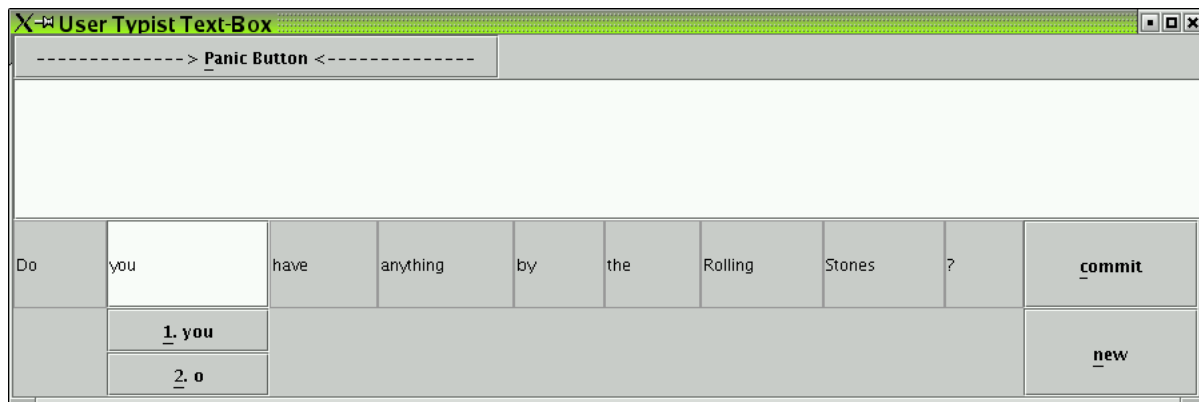 User Typist Text-Box
--------------> Panic Button <--------------
Do you have anything by the Rolling Stones ? commit
1. you
new
2. o